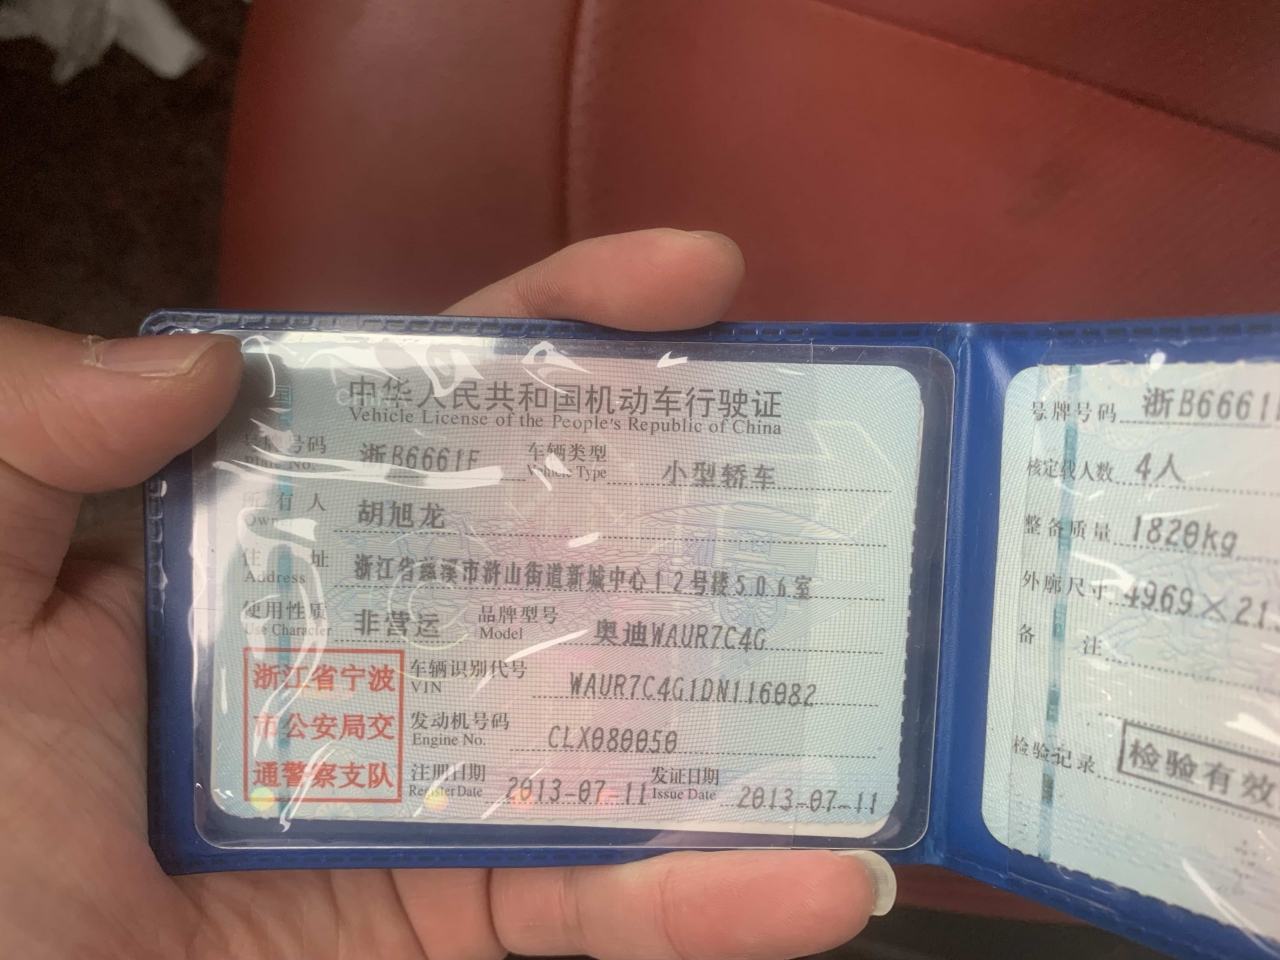 中华人民共和国机动车行驶证
Vehicle License of the People's Republic of China
号码 浙B6661F 车辆类型 小型轿车
Plate No. Vehicle Type
所有人 胡旭龙
住址 浙江省慈溪市浒山街道新城中心12号楼506室
Address
使用性质 非营运 品牌型号 奥迪WAUR7C4G
Use Character Model
浙江省宁波
市公安局交
通警察支队
车辆识别代号 WAUR7C4G1DN116082
VIN
发动机号码 CLX080050
Engine No.
注册日期 2013-07-11 发证日期 2013-07-11
Register Date Issue Date
号牌号码 浙B6661
核定载人数 4人
整备质量 1820kg
外廓尺寸 4969×21
备注
检验记录 检验有效